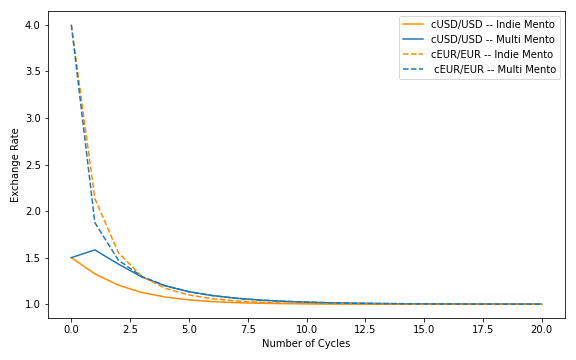 4.0
3.5
3.0
2.5
2.0
1.5
1.0
Exchange Rate
cUSD/USD -- Indie Mento
cUSD/USD -- Multi Mento
cEUR/EUR -- Indie Mento
cEUR/EUR -- Multi Mento
0.0 2.5 5.0 7.5 10.0 12.5 15.0 17.5 20.0
Number of Cycles